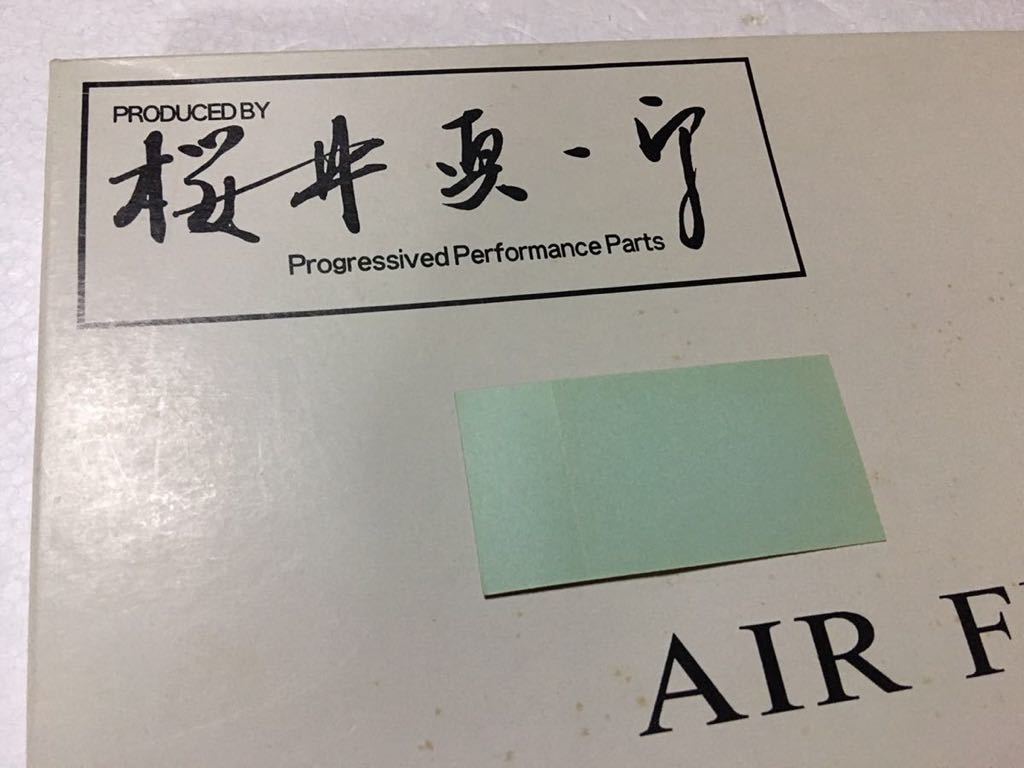 PRODUCED BY
桜井眞一郎
Progressived Performance Parts
AIR F